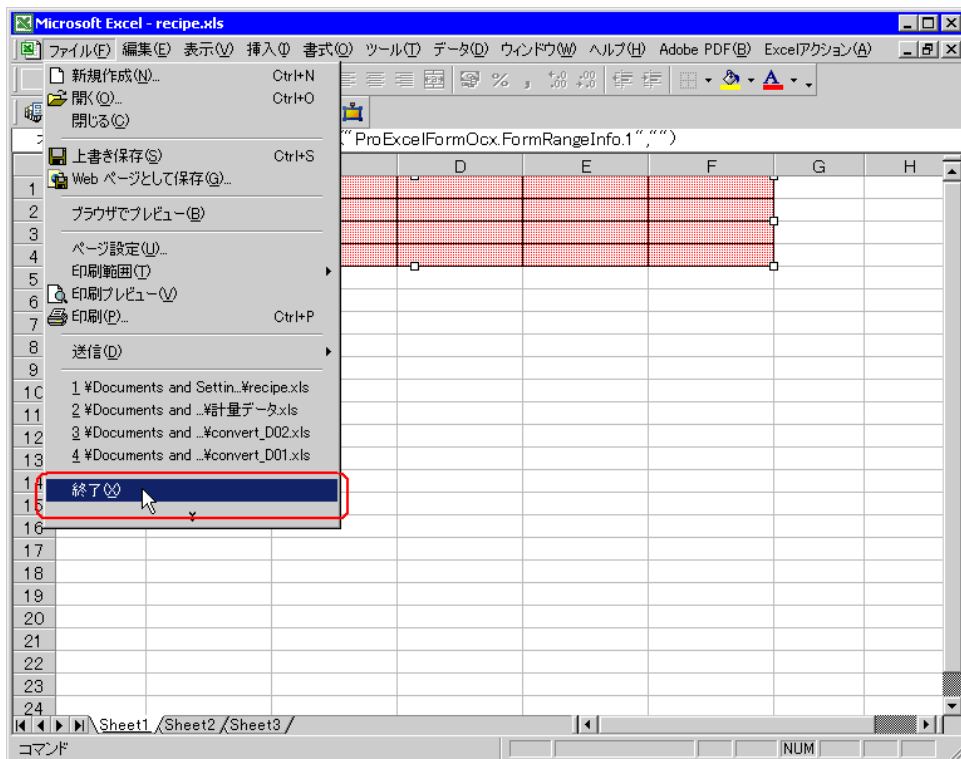 Microsoft Excel - recipe.xls
ファイル(F) 編集(E) 表示(V) 挿入(I) 書式(O) ツール(T) データ(D) ウィンドウ(W) ヘルプ(H) Adobe PDF(B) Excelアクション(A)
新規作成(N)... Ctrl+N
開く(O)... Ctrl+O
閉じる(C)
"ProExcelFormOcx.FormRangeInfo.1","")
上書き保存(S) Ctrl+S
Web ページとして保存(G)...
ブラウザでプレビュー(B)
ページ設定(U)...
印刷範囲(T)
印刷プレビュー(V)
印刷(P)... Ctrl+P
送信(D)
1 ¥Documents and Settin...¥recipe.xls
2 ¥Documents and ...¥計量データ.xls
3 ¥Documents and ...¥convert_D02.xls
4 ¥Documents and ...¥convert_D01.xls
終了(X)
D E F G H
1
2
3
4
5
6
7
8
9
10
11
12
13
14
15
16
17
18
19
20
21
22
23
24
Sheet1 Sheet2 Sheet3
コマンド NUM